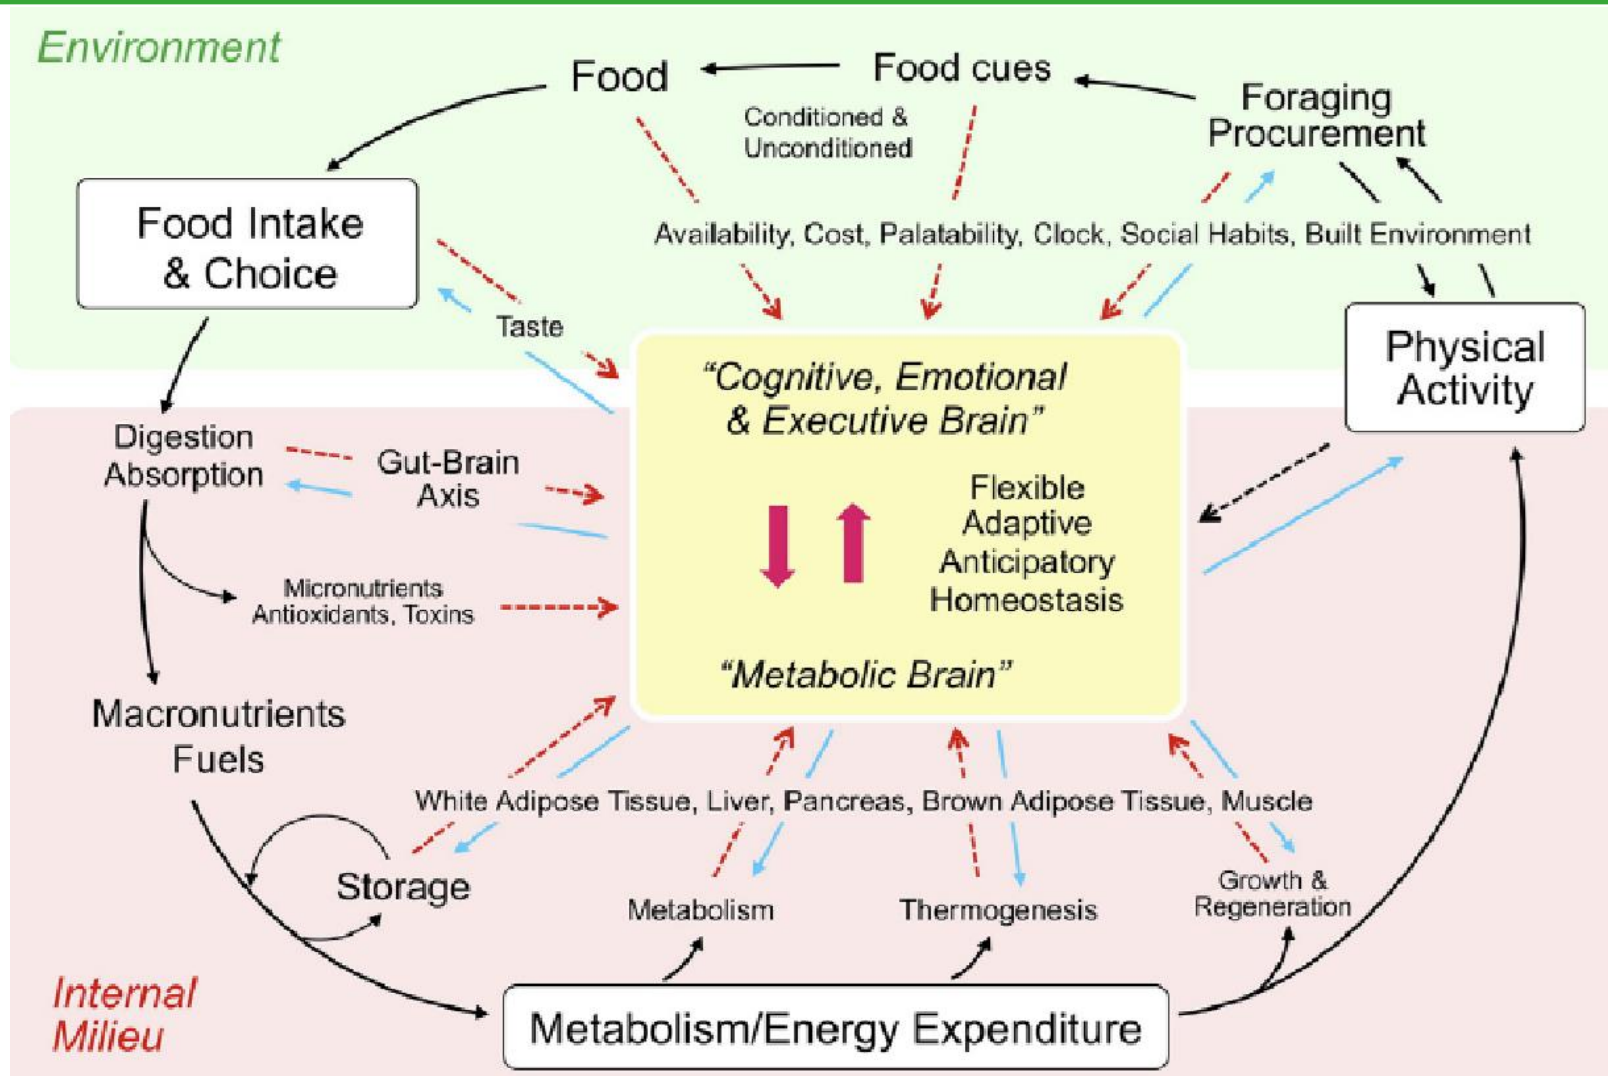 Environment
Food
Food cues
Conditioned &
Unconditioned
Foraging
Procurement
Food Intake
& Choice
Availability, Cost, Palatability, Clock, Social Habits, Built Environment
Taste
Physical
Activity
“Cognitive, Emotional
& Executive Brain”
Digestion
Absorption
Gut-Brain
Axis
Flexible
Adaptive
Anticipatory
Homeostasis
Micronutrients
Antioxidants, Toxins
“Metabolic Brain”
Macronutrients
Fuels
White Adipose Tissue, Liver, Pancreas, Brown Adipose Tissue, Muscle
Storage
Metabolism
Thermogenesis
Growth &
Regeneration
Internal
Milieu
Metabolism/Energy Expenditure